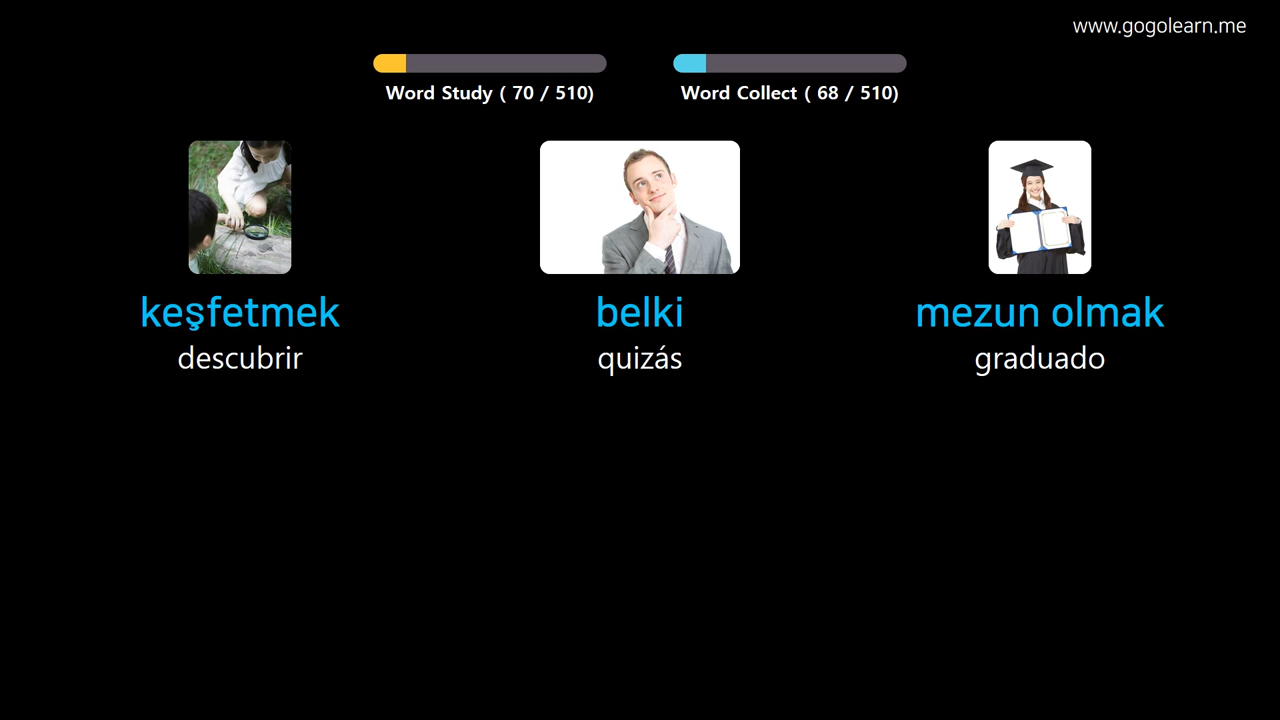 www.gogolearn.me
Word Study ( 70 / 510)
Word Collect ( 68 / 510)
keşfetmek
descubrir
belki
quizás
mezun olmak
graduado